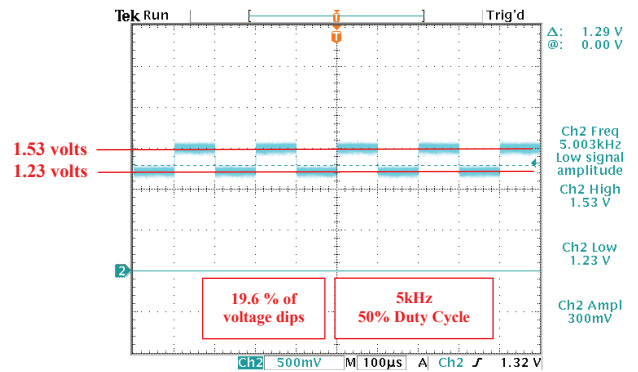 Tek Run
Trig'd
T
T
Δ: 1.29 V
@: 0.00 V
1.53 volts
1.23 volts
Ch2 Freq
5.003kHz
Low signal
amplitude
Ch2 High
1.53 V
Ch2 Low
1.23 V
2
19.6 % of
voltage dips
5kHz
50% Duty Cycle
Ch2 Ampl
300mV
Ch2 500mV M 100µs A Ch2 1.32 V